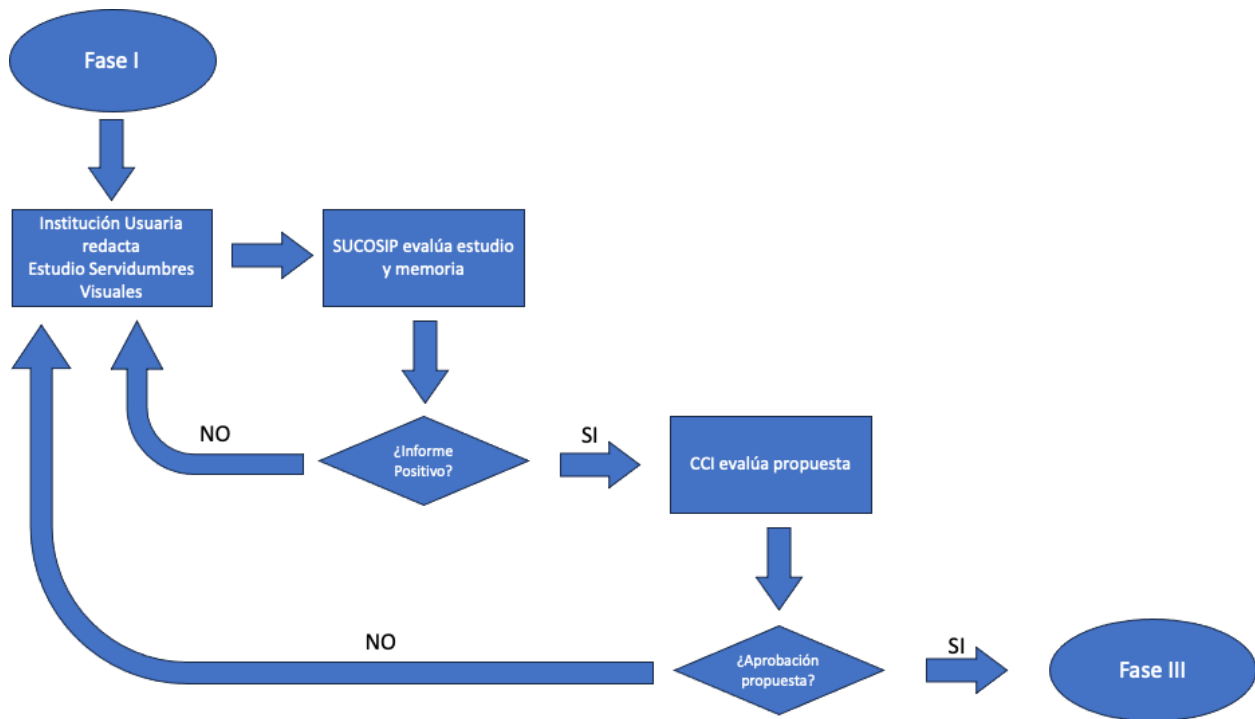 Fase I
Institución Usuaria
redacta
Estudio Servidumbres
Visuales
SUCOSIP evalúa estudio
y memoria
NO
¿Informe
Positivo?
SI
CCI evalúa propuesta
NO
¿Aprobación
propuesta?
SI
Fase III